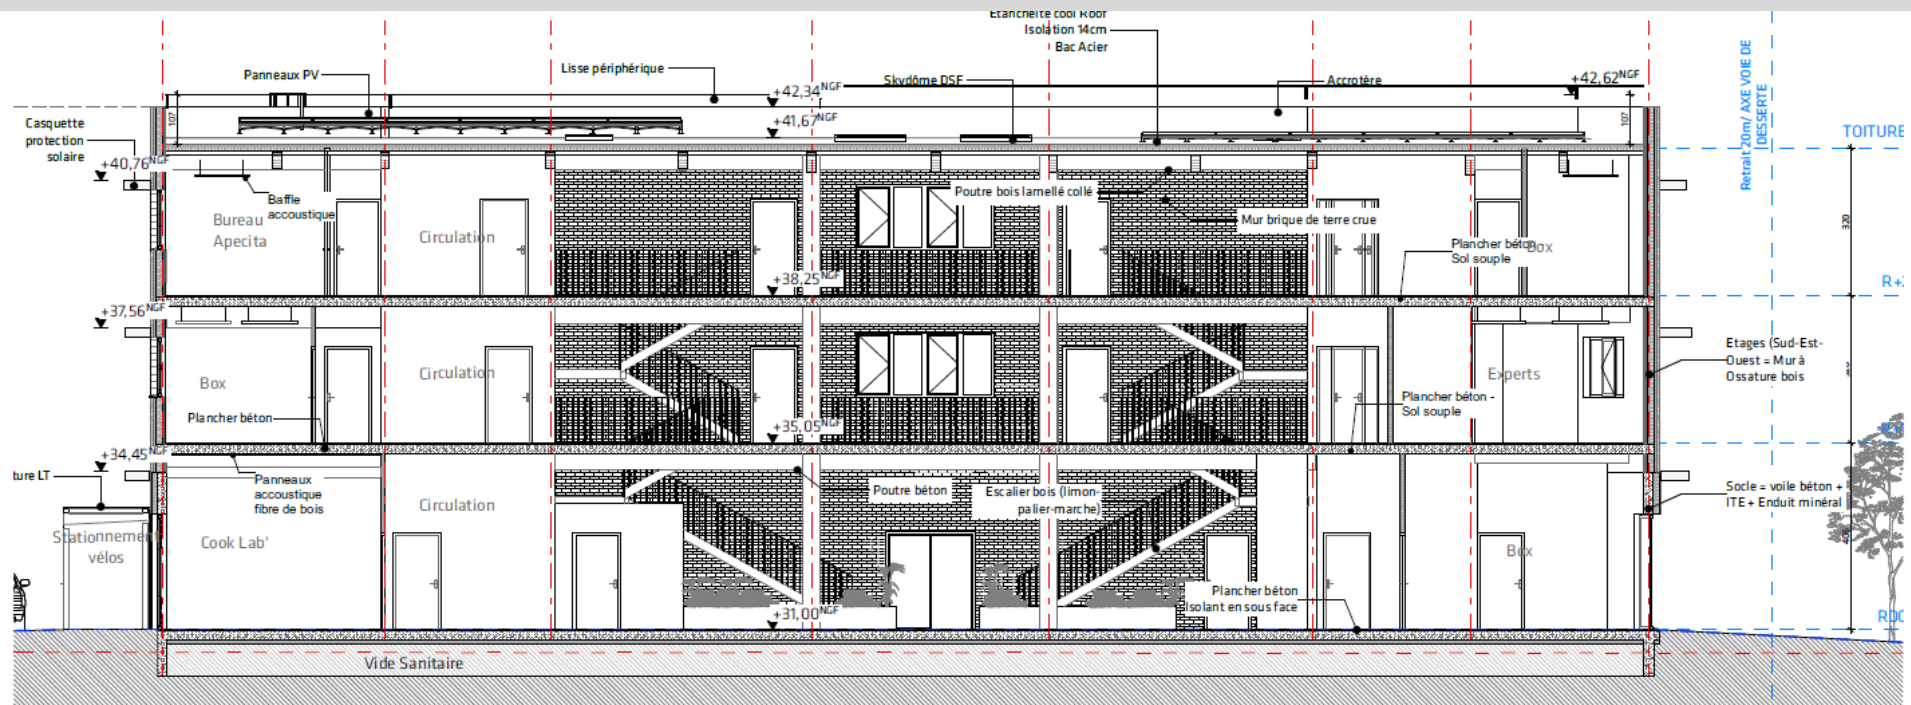 Etanchéité cool Roof
Isolation 14cm
Bac Acier
Panneaux PV
Lisse périphérique
Skydôme DSF
Accrotère
+42,62NGF
+42,34NGF
+41,67NGF
107
107
Retrait 20m/ AXE VOIE DE
DESSERTE
TOITURE
Casquette
protection
solaire
+40,76NGF
Baffle
accoustique
Bureau
Apecita
Circulation
Poutre bois lamellé collé
Mur brique de terre crue
Plancher béton -
Sol souple
Box
320
+38,25NGF
R+
+37,56NGF
Box
Circulation
Experts
Etages (Sud-Est-
Ouest = Mur à
Ossature bois
Plancher béton
Plancher béton -
Sol souple
+35,05NGF
+34,45NGF
ture LT
Panneaux
accoustique
fibre de bois
Circulation
Poutre béton
Escalier bois (limon-
palier-marche)
Socle = voile béton +
ITE + Enduit minéral
Stationnement
vélos
Cook Lab'
Box
Plancher béton
Isolant en sous face
+31,00NGF
RDC
Vide Sanitaire